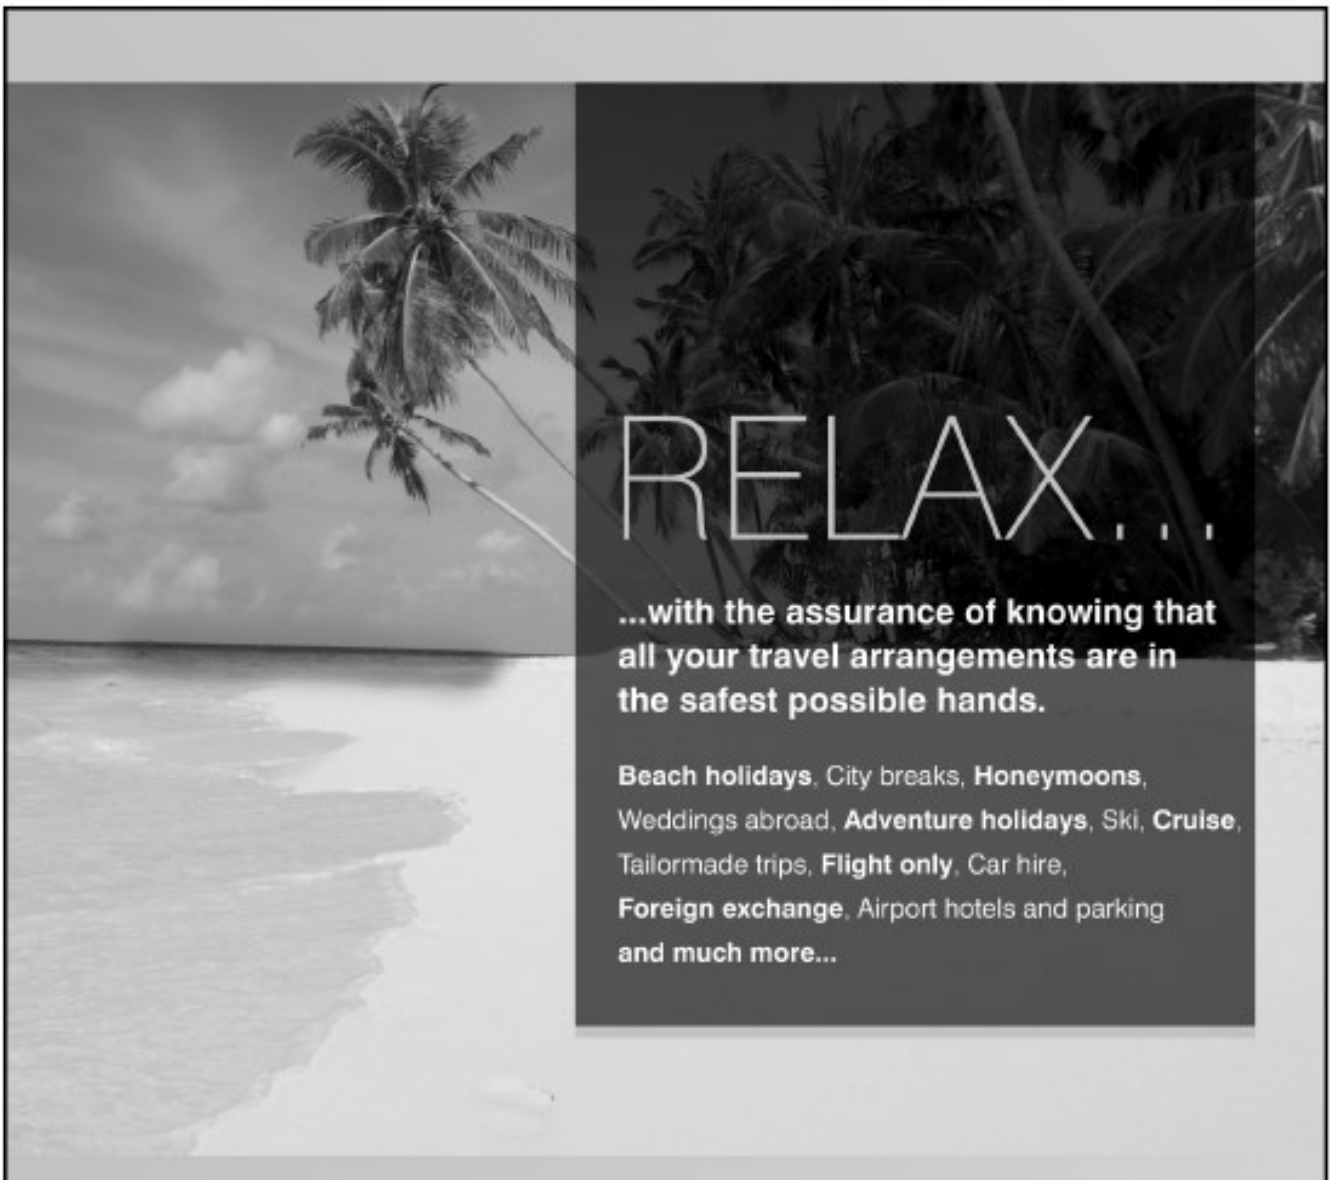 RELAX...
...with the assurance of knowing that
all your travel arrangements are in
the safest possible hands.
Beach holidays, City breaks, Honeymoons,
Weddings abroad, Adventure holidays, Ski, Cruise,
Tailormade trips, Flight only, Car hire,
Foreign exchange, Airport hotels and parking
and much more...